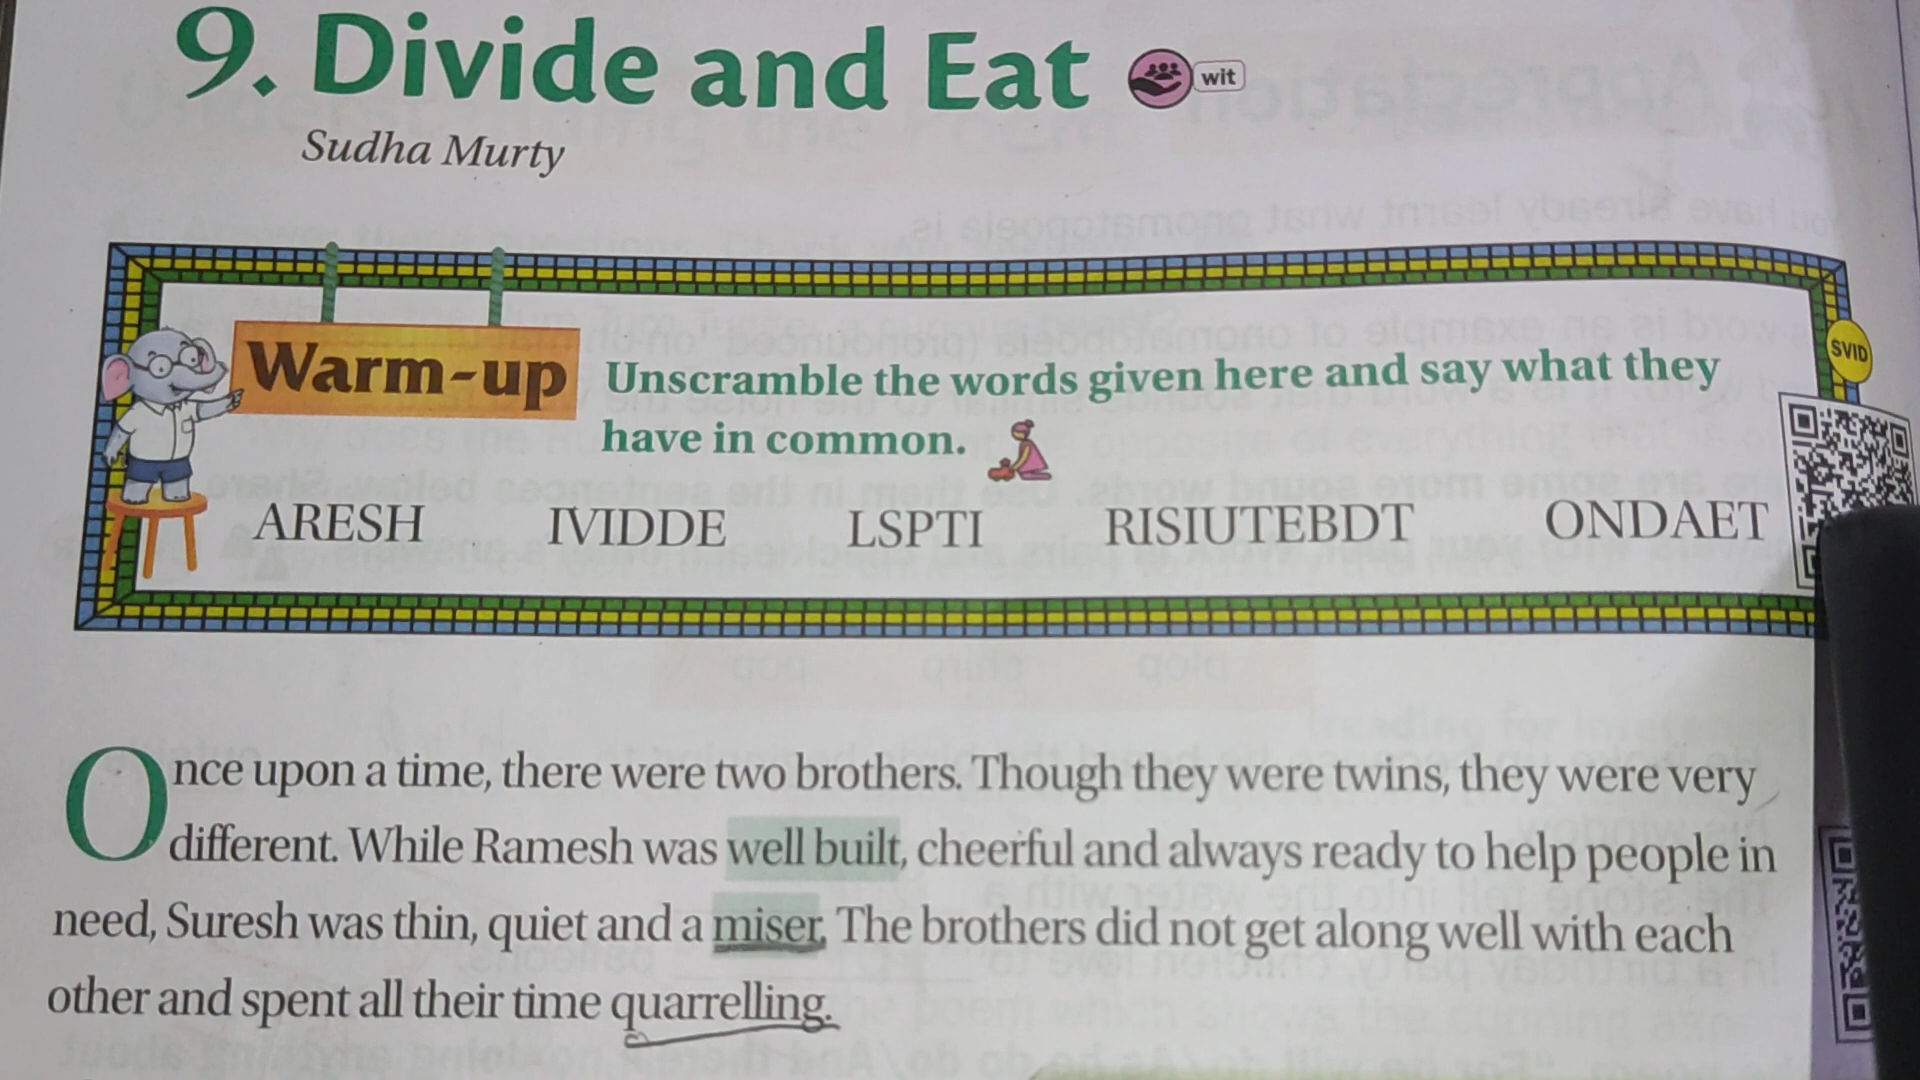 9. Divide and Eat
wit
Sudha Murty
Warm-up
Unscramble the words given here and say what they
have in common.
SVID
ARESH IVIDDE LSPTI RISIUTEBDT ONDAET
Once upon a time, there were two brothers. Though they were twins, they were very
different. While Ramesh was well built, cheerful and always ready to help people in
need, Suresh was thin, quiet and a miser. The brothers did not get along well with each
other and spent all their time quarrelling.